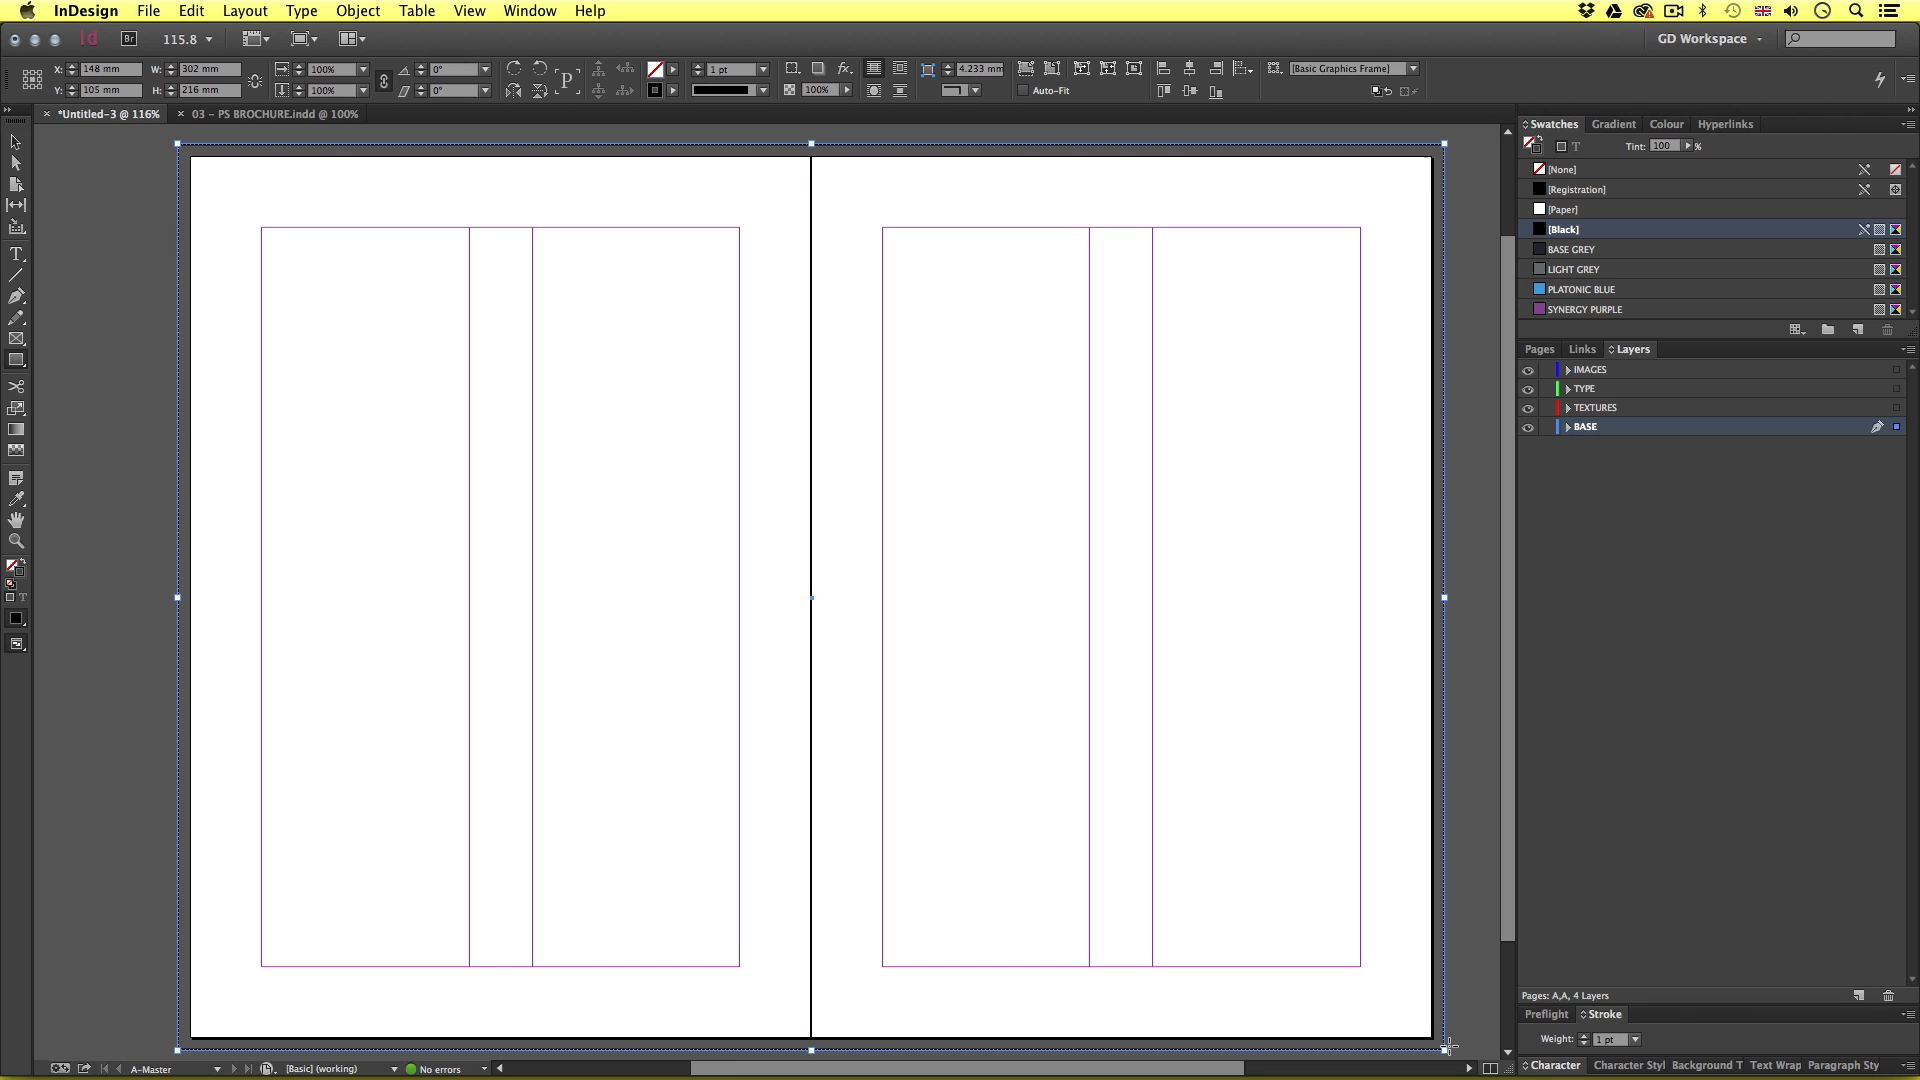 InDesign File Edit Layout Type Object Table View Window Help
Id Br 115.8 GD Workspace
X: 148 mm W: 302 mm 100% 0° P 1 pt fx 4.233 mm [Basic Graphics Frame]
Y: 105 mm H: 216 mm 100% 0° 100% Auto-Fit
*Untitled-3 @ 116% 03 - PS BROCHURE.indd @ 100%
Swatches Gradient Colour Hyperlinks
T Tint: 100 %
[None]
[Registration]
[Paper]
[Black]
BASE GREY
LIGHT GREY
PLATONIC BLUE
SYNERGY PURPLE
Pages Links Layers
IMAGES
TYPE
TEXTURES
BASE
Pages: A,A, 4 Layers
Preflight Stroke
Weight: 1 pt
A-Master [Basic] (working) No errors
Character Character Styl Background T Text Wrap Paragraph Sty